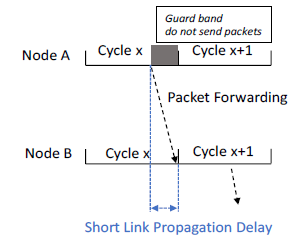 Guard band
do not send packets
Node A
Cycle x
Cycle x+1
Packet Forwarding
Node B
Cycle x
Cycle x+1
Short Link Propagation Delay